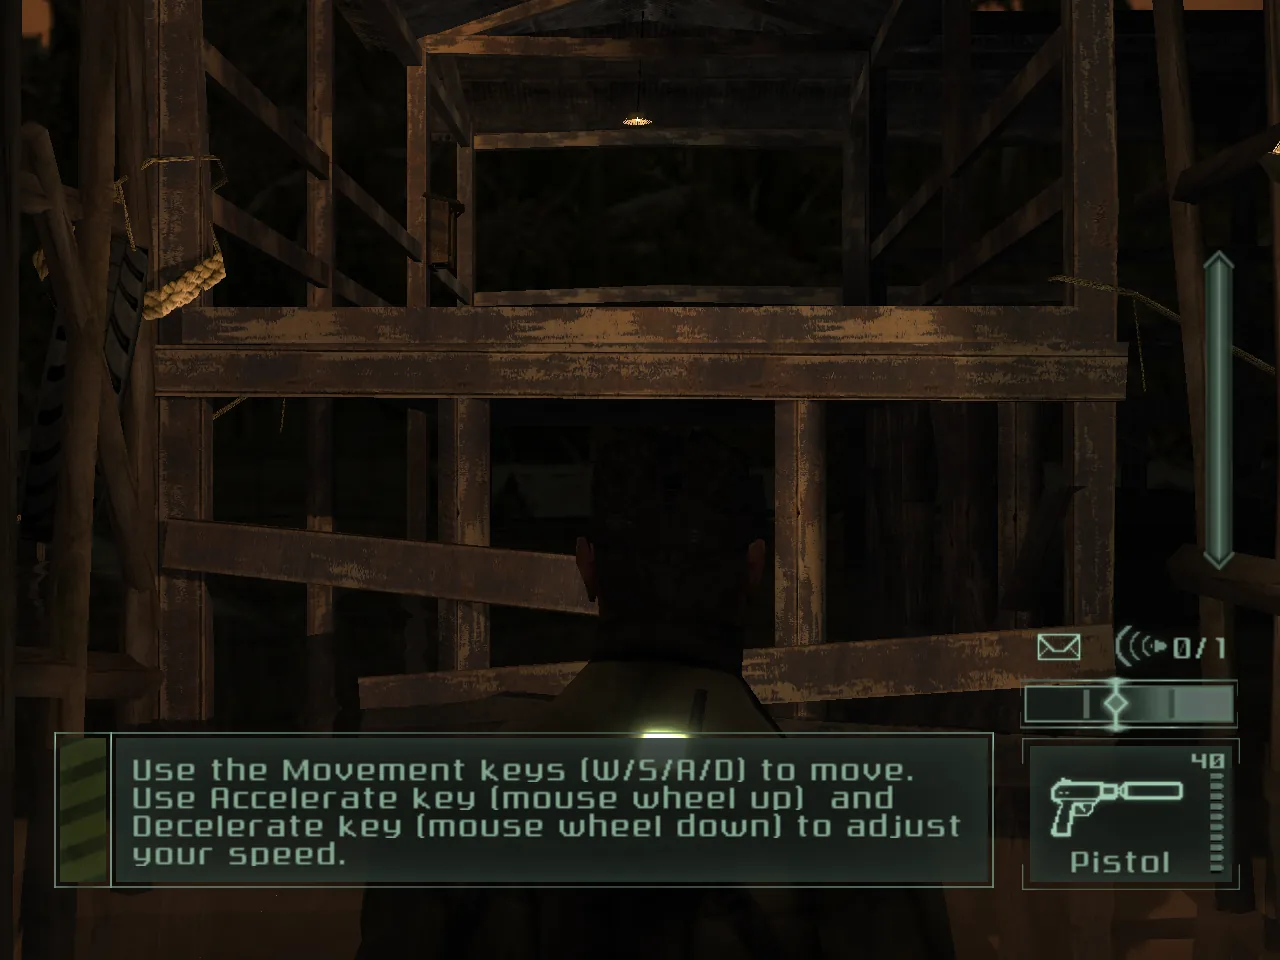 0/1
Use the Movement keys (W/S/A/D) to move.
Use Accelerate key (mouse wheel up) and
Decelerate key (mouse wheel down) to adjust
your speed.
40
Pistol